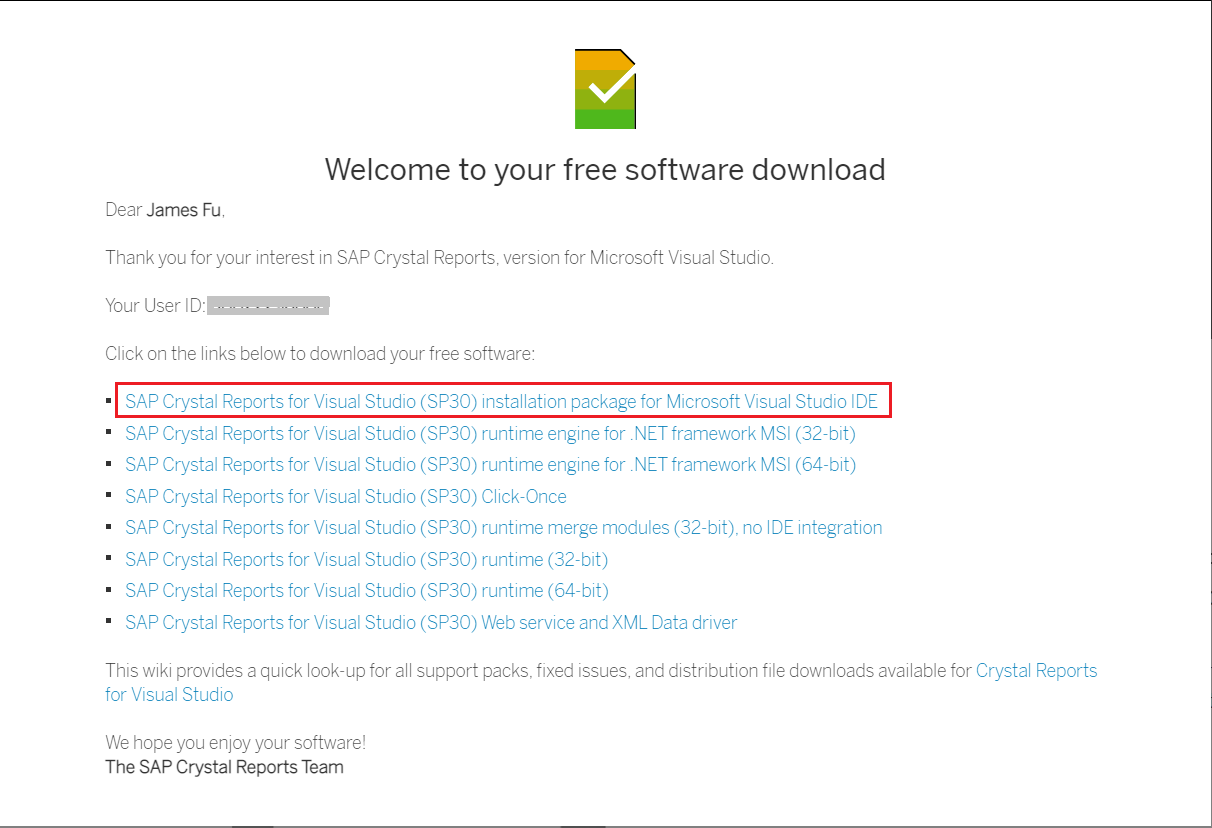 Welcome to your free software download
Dear James Fu,
Thank you for your interest in SAP Crystal Reports, version for Microsoft Visual Studio.
Your User ID:
Click on the links below to download your free software:
SAP Crystal Reports for Visual Studio (SP30) installation package for Microsoft Visual Studio IDE
SAP Crystal Reports for Visual Studio (SP30) runtime engine for .NET framework MSI (32-bit)
SAP Crystal Reports for Visual Studio (SP30) runtime engine for .NET framework MSI (64-bit)
SAP Crystal Reports for Visual Studio (SP30) Click-Once
SAP Crystal Reports for Visual Studio (SP30) runtime merge modules (32-bit), no IDE integration
SAP Crystal Reports for Visual Studio (SP30) runtime (32-bit)
SAP Crystal Reports for Visual Studio (SP30) runtime (64-bit)
SAP Crystal Reports for Visual Studio (SP30) Web service and XML Data driver
This wiki provides a quick look-up for all support packs, fixed issues, and distribution file downloads available for Crystal Reports
for Visual Studio
We hope you enjoy your software!
The SAP Crystal Reports Team